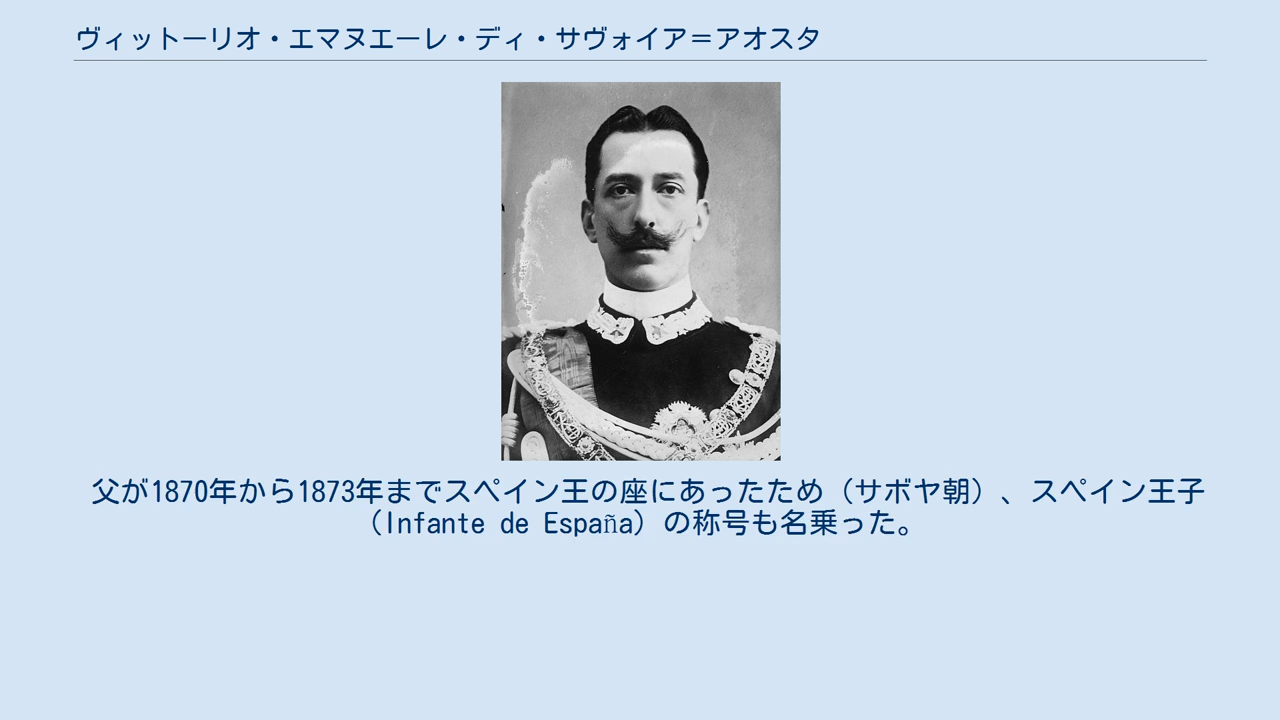 ヴィットーリオ・エマヌエーレ・ディ・サヴォイア＝アオスタ
父が1870年から1873年までスペイン王の座にあったため（サボヤ朝）、スペイン王子
（Infante de España）の称号も名乗った。